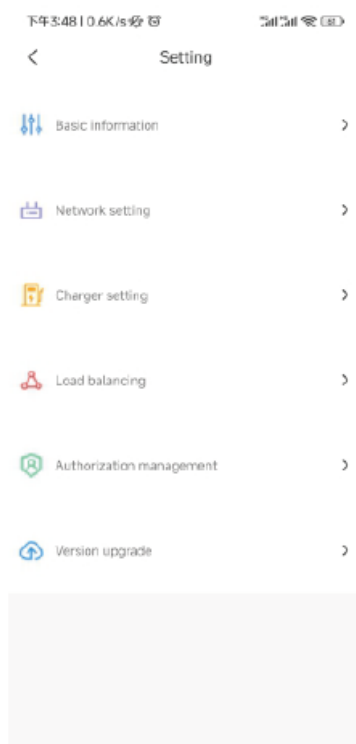 下午3:48 | 0.6K/s
Setting
Basic information
Network setting
Charger setting
Load balancing
Authorization management
Version upgrade